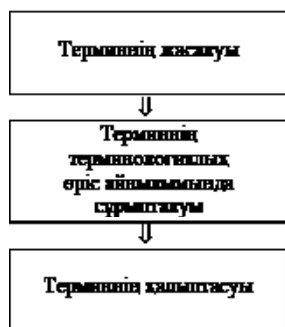 Терминнің жасалуы
⇓
Терминнің
терминологиялық
өріс айналымында
сұрыпталуы
⇓
Терминнің қалыптасуы